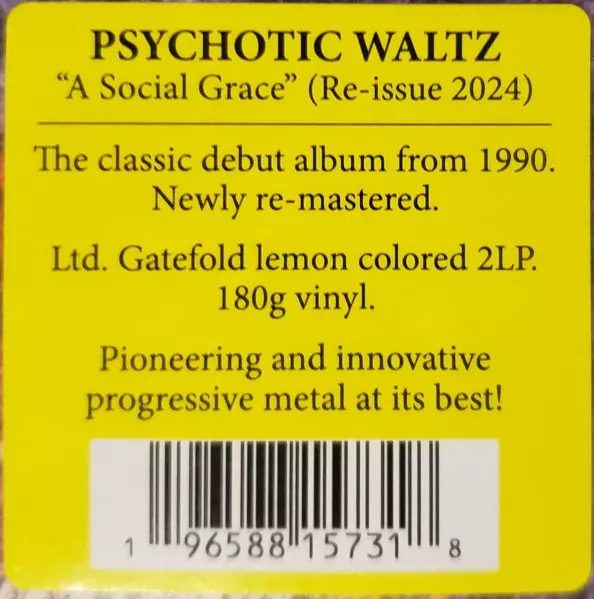 PSYCHOTIC WALTZ
“A Social Grace” (Re-issue 2024)
The classic debut album from 1990.
Newly re-mastered.
Ltd. Gatefold lemon colored 2LP.
180g vinyl.
Pioneering and innovative
progressive metal at its best!
1 96588 15731 8